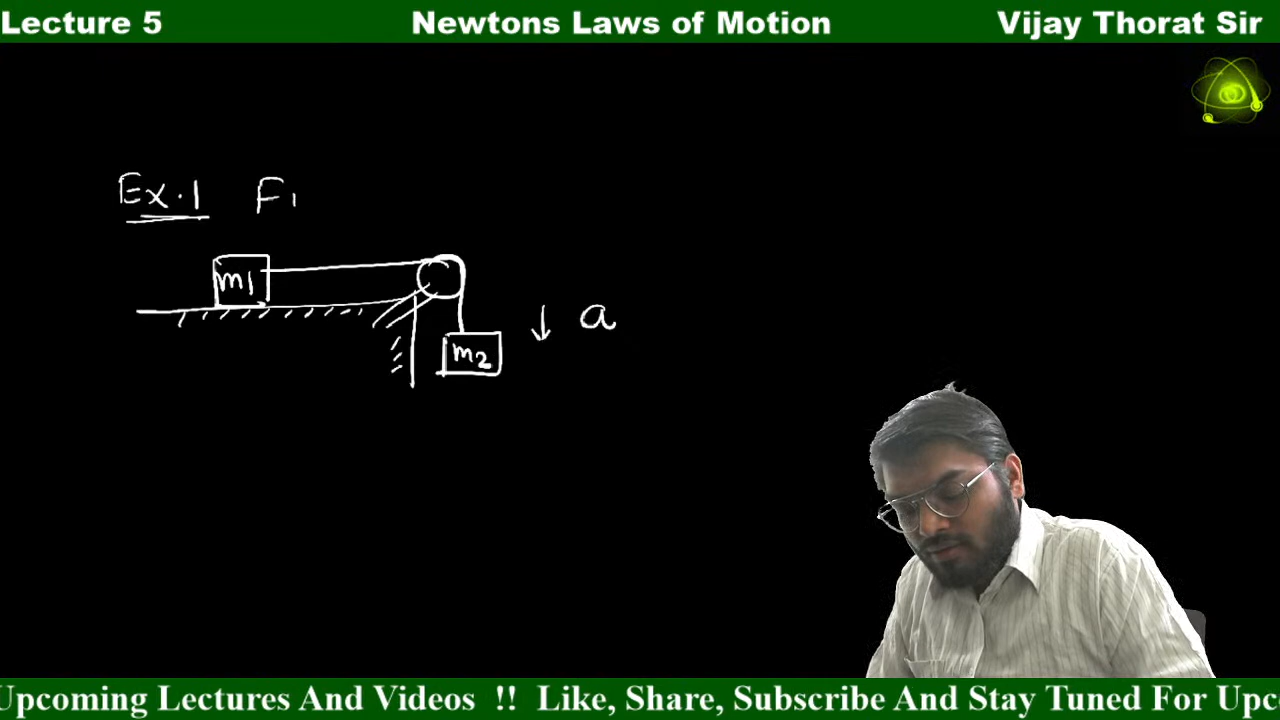 Lecture 5 Newtons Laws of Motion Vijay Thorat Sir
Ex.1 Fi
m1
a
m2
Upcoming Lectures And Videos !! Like, Share, Subscribe And Stay Tuned For Upc